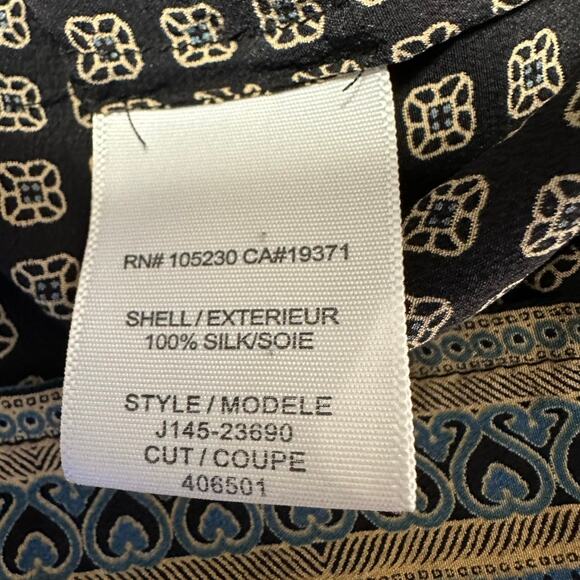 RN# 105230 CA#19371
SHELL/EXTERIEUR
100% SILK/SOIE
STYLE / MODELE
J145-23690
CUT / COUPE
406501